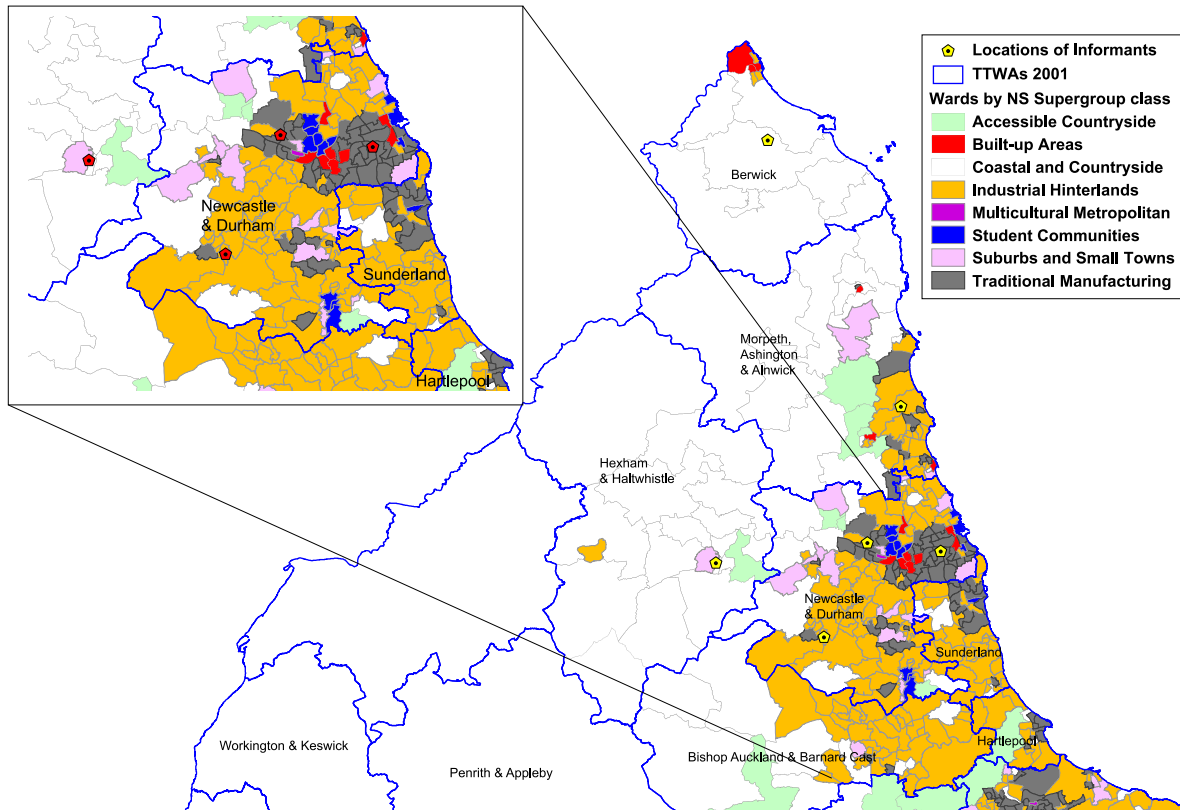 Newcastle
& Durham
Sunderland
Hartlepool
Locations of Informants
TTWAs 2001
Wards by NS Supergroup class
Accessible Countryside
Built-up Areas
Coastal and Countryside
Industrial Hinterlands
Multicultural Metropolitan
Student Communities
Suburbs and Small Towns
Traditional Manufacturing
Berwick
Morpeth,
Ashington
& Alnwick
Hexham
& Haltwhistle
Newcastle
& Durham
Sunderland
Hartlepool
Workington & Keswick
Penrith & Appleby
Bishop Auckland & Barnard Cast